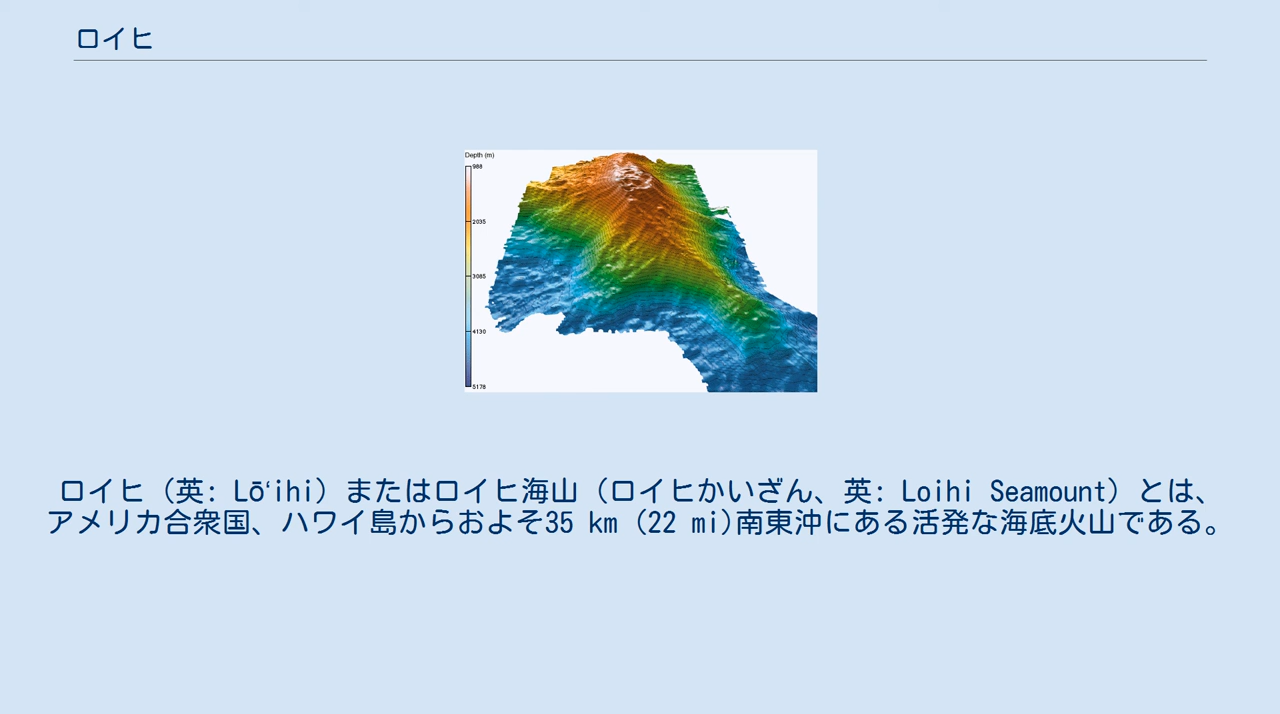 ロイヒ
Depth (m)
988
2035
3085
4130
5178
ロイヒ（英: Lōʻihi）またはロイヒ海山（ロイヒかいざん、英: Loihi Seamount）とは、
アメリカ合衆国、ハワイ島からおよそ35 km (22 mi)南東沖にある活発な海底火山である。